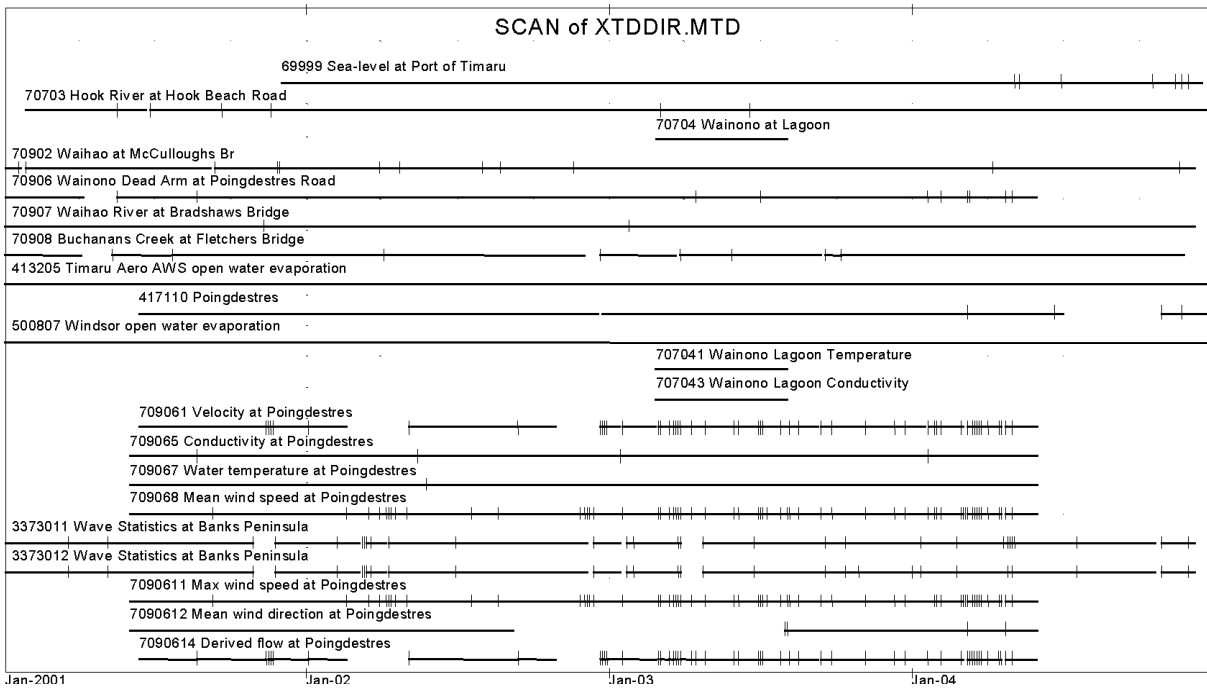 SCAN of XTDDIR.MTD
69999 Sea-level at Port of Timaru
70703 Hook River at Hook Beach Road
70704 Wainono at Lagoon
70902 Waihao at McCulloughs Br
70906 Wainono Dead Arm at Poingdestres Road
70907 Waihao River at Bradshaws Bridge
70908 Buchanans Creek at Fletchers Bridge
413205 Timaru Aero AWS open water evaporation
417110 Poingdestres
500807 Windsor open water evaporation
707041 Wainono Lagoon Temperature
707043 Wainono Lagoon Conductivity
709061 Velocity at Poingdestres
709065 Conductivity at Poingdestres
709067 Water temperature at Poingdestres
709068 Mean wind speed at Poingdestres
3373011 Wave Statistics at Banks Peninsula
3373012 Wave Statistics at Banks Peninsula
7090611 Max wind speed at Poingdestres
7090612 Mean wind direction at Poingdestres
7090614 Derived flow at Poingdestres
Jan-2001 Jan-02 Jan-03 Jan-04